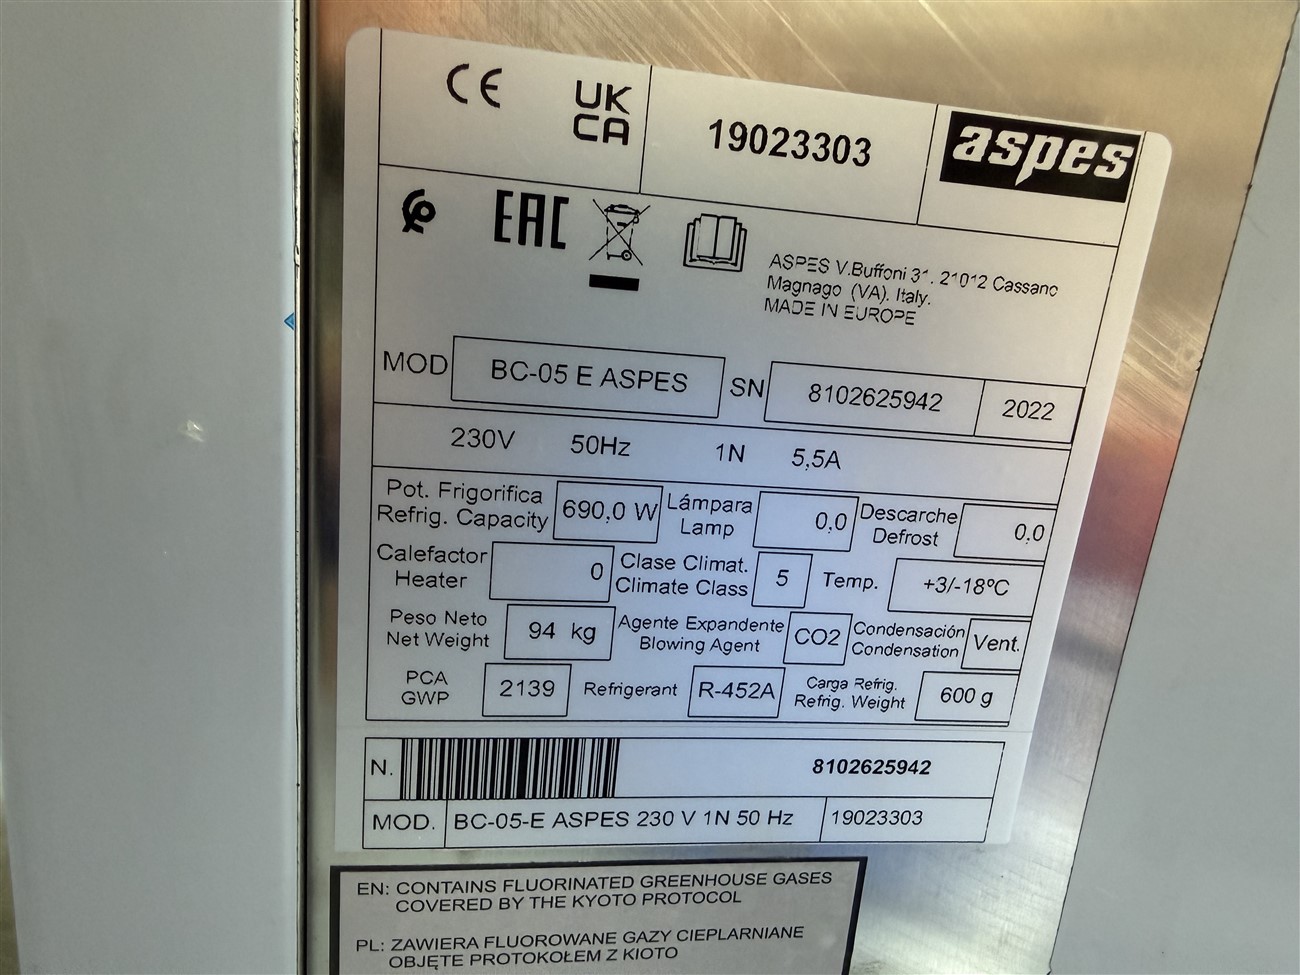 CE
UK
CA
19023303
aspes
EAC
ASPES V.Buffoni 31. 21012 Cassano
Magnago (VA). Italy.
MADE IN EUROPE
MOD BC-05 E ASPES SN 8102625942 2022
230V 50Hz 1N 5,5A
Pot. Frigorifica
Refrig. Capacity
690,0 W
Lámpara
Lamp
0,0
Descarche
Defrost
0,0
Calefactor
Heater
0
Clase Climat.
Climate Class
5
Temp. +3/-18ºC
Peso Neto
Net Weight
94 kg
Agente Expandente
Blowing Agent
CO2
Condensación
Condensation
Vent.
PCA
GWP
2139
Refrigerant R-452A
Carga Refrig.
Refrig. Weight
600 g
N. 8102625942
MOD. BC-05-E ASPES 230 V 1N 50 Hz 19023303
EN: CONTAINS FLUORINATED GREENHOUSE GASES
COVERED BY THE KYOTO PROTOCOL
PL: ZAWIERA FLUOROWANE GAZY CIEPLARNIANE
OBJĘTE PROTOKOŁEM Z KIOTO